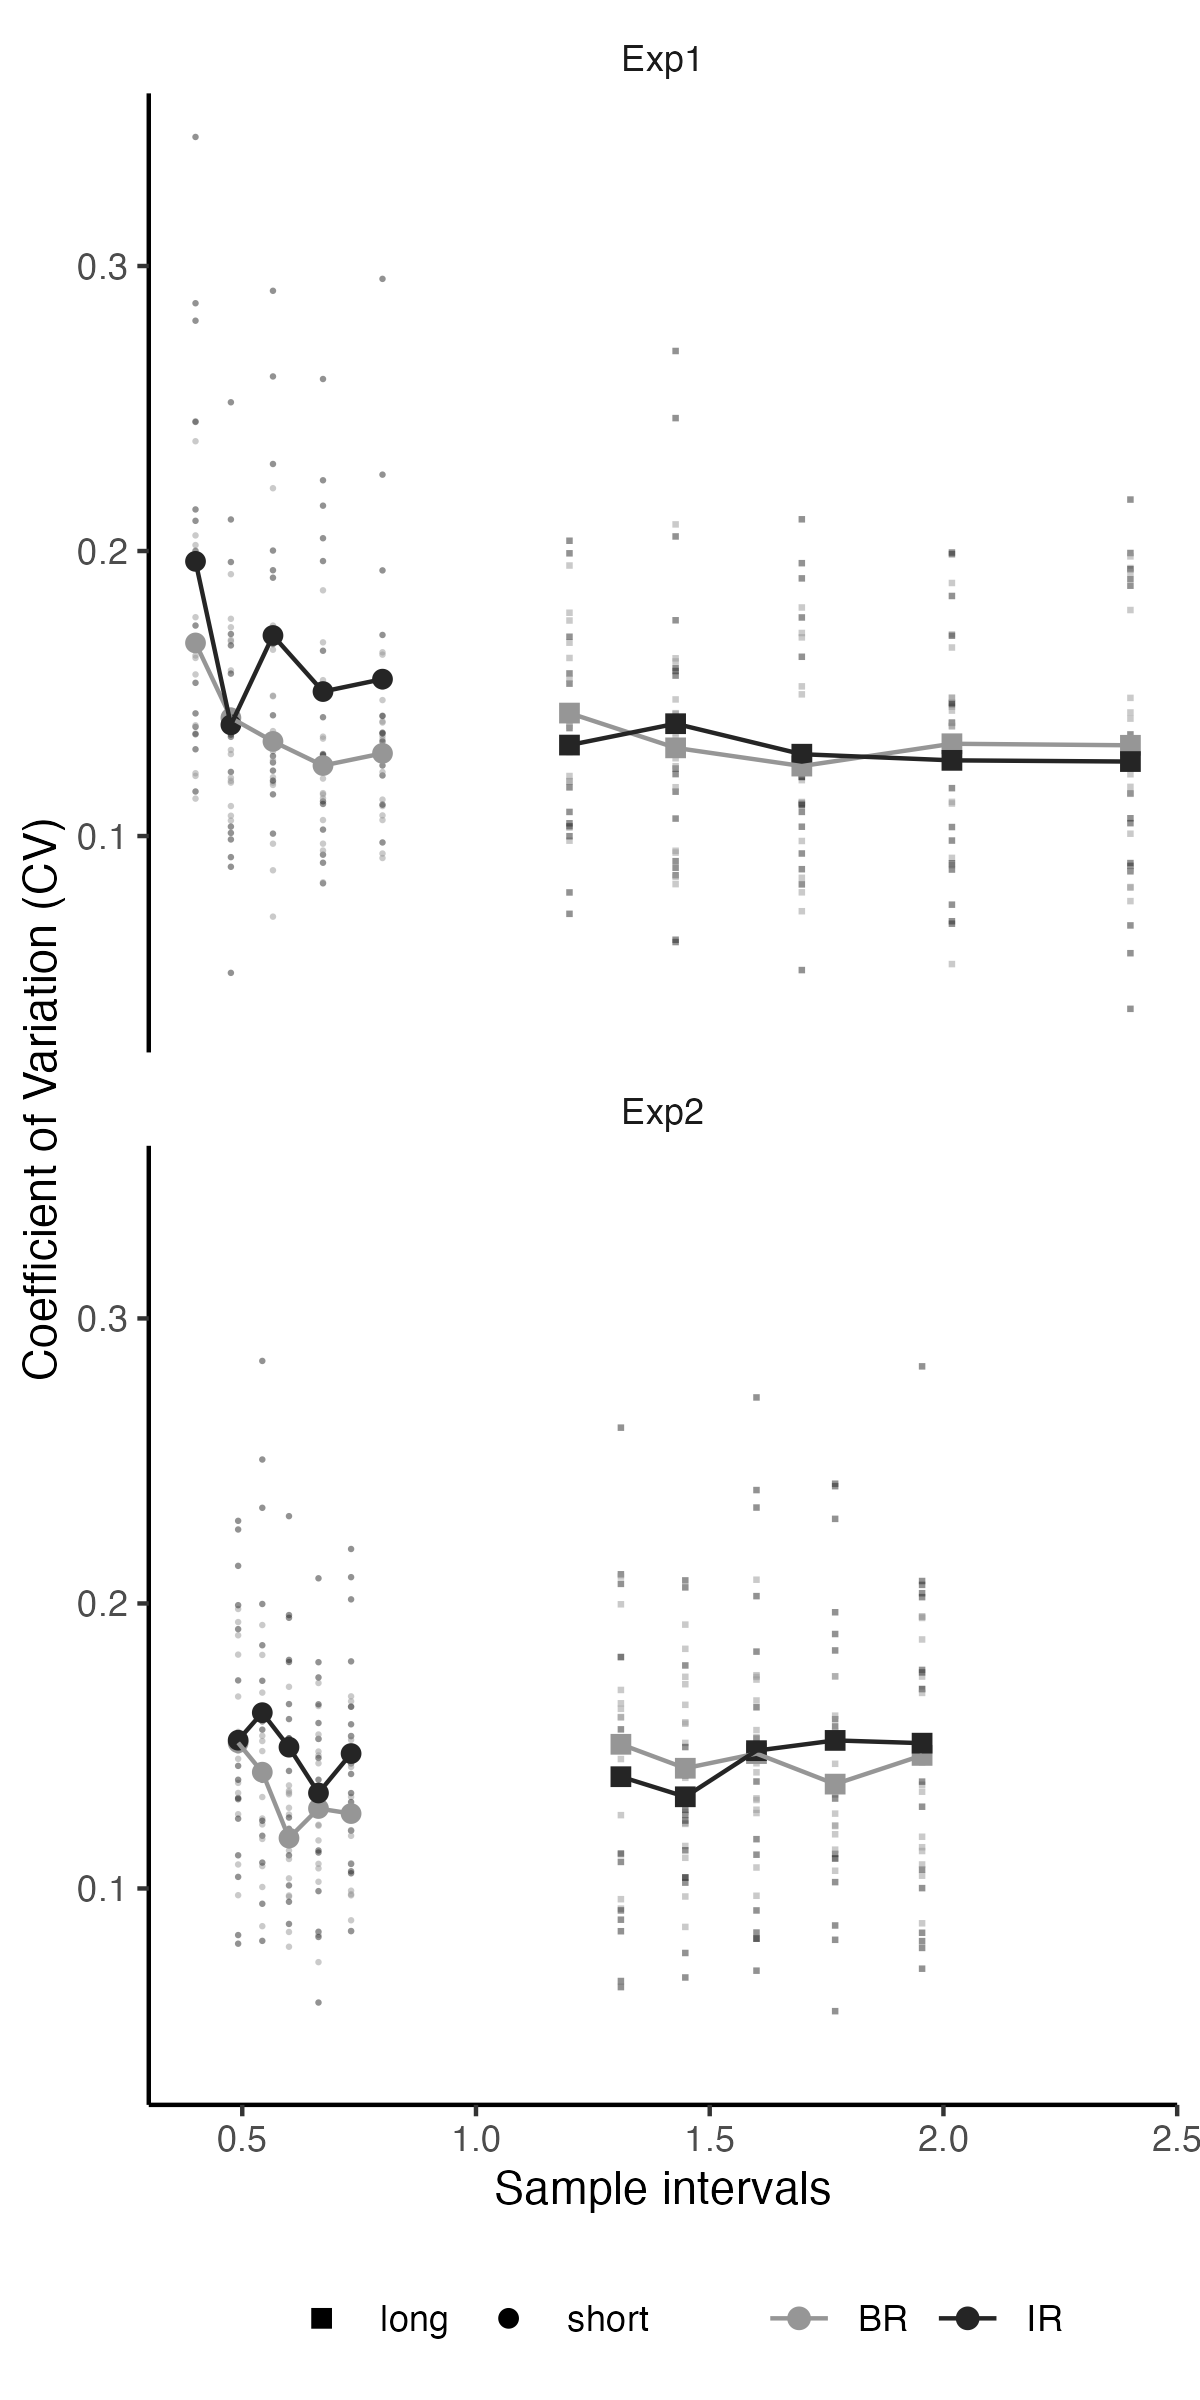 Exp1
0.3
0.2
0.1
Coefficient of Variation (CV)
Exp2
0.3
0.2
0.1
0.5 1.0 1.5 2.0 2.5
Sample intervals
long short BR IR